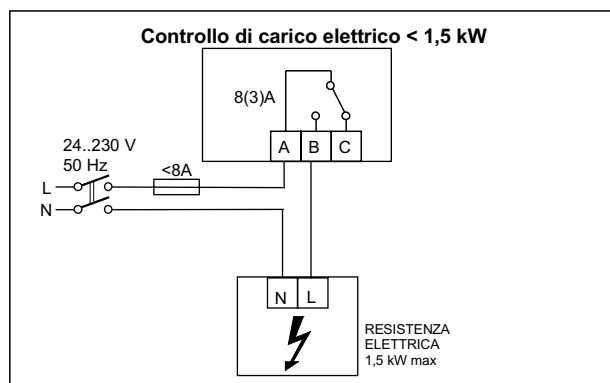 Controllo di carico elettrico < 1,5 kW
8(3)A
A B C
24..230 V
50 Hz
<8A
L
N
N L
RESISTENZA
ELETTRICA
1,5 kW max